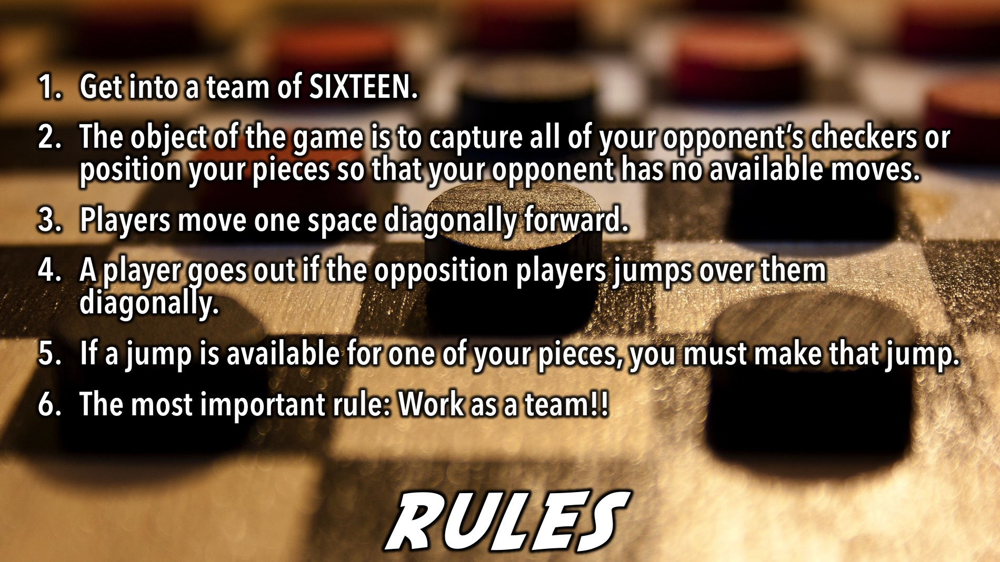 1. Get into a team of SIXTEEN.
2. The object of the game is to capture all of your opponent’s checkers or
position your pieces so that your opponent has no available moves.
3. Players move one space diagonally forward.
4. A player goes out if the opposition players jumps over them
diagonally.
5. If a jump is available for one of your pieces, you must make that jump.
6. The most important rule: Work as a team!!
RULES